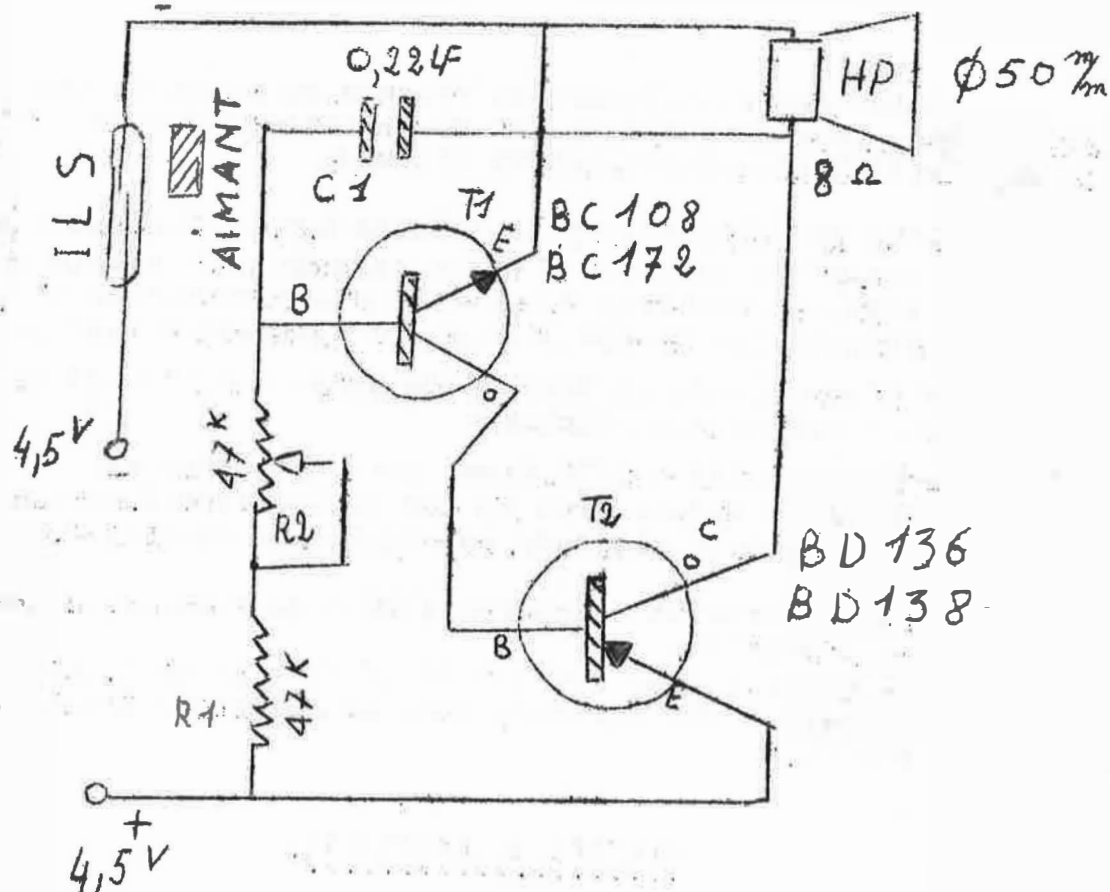 -
0,22µF
ILS
AIMANT
C1
T1
E
BC108
BC172
HP
Ø50 m/m
8Ω
B
C
4,5V
-
47K
R2
T2
C
BD136
BD138
B
E
R1
47K
+
4,5V